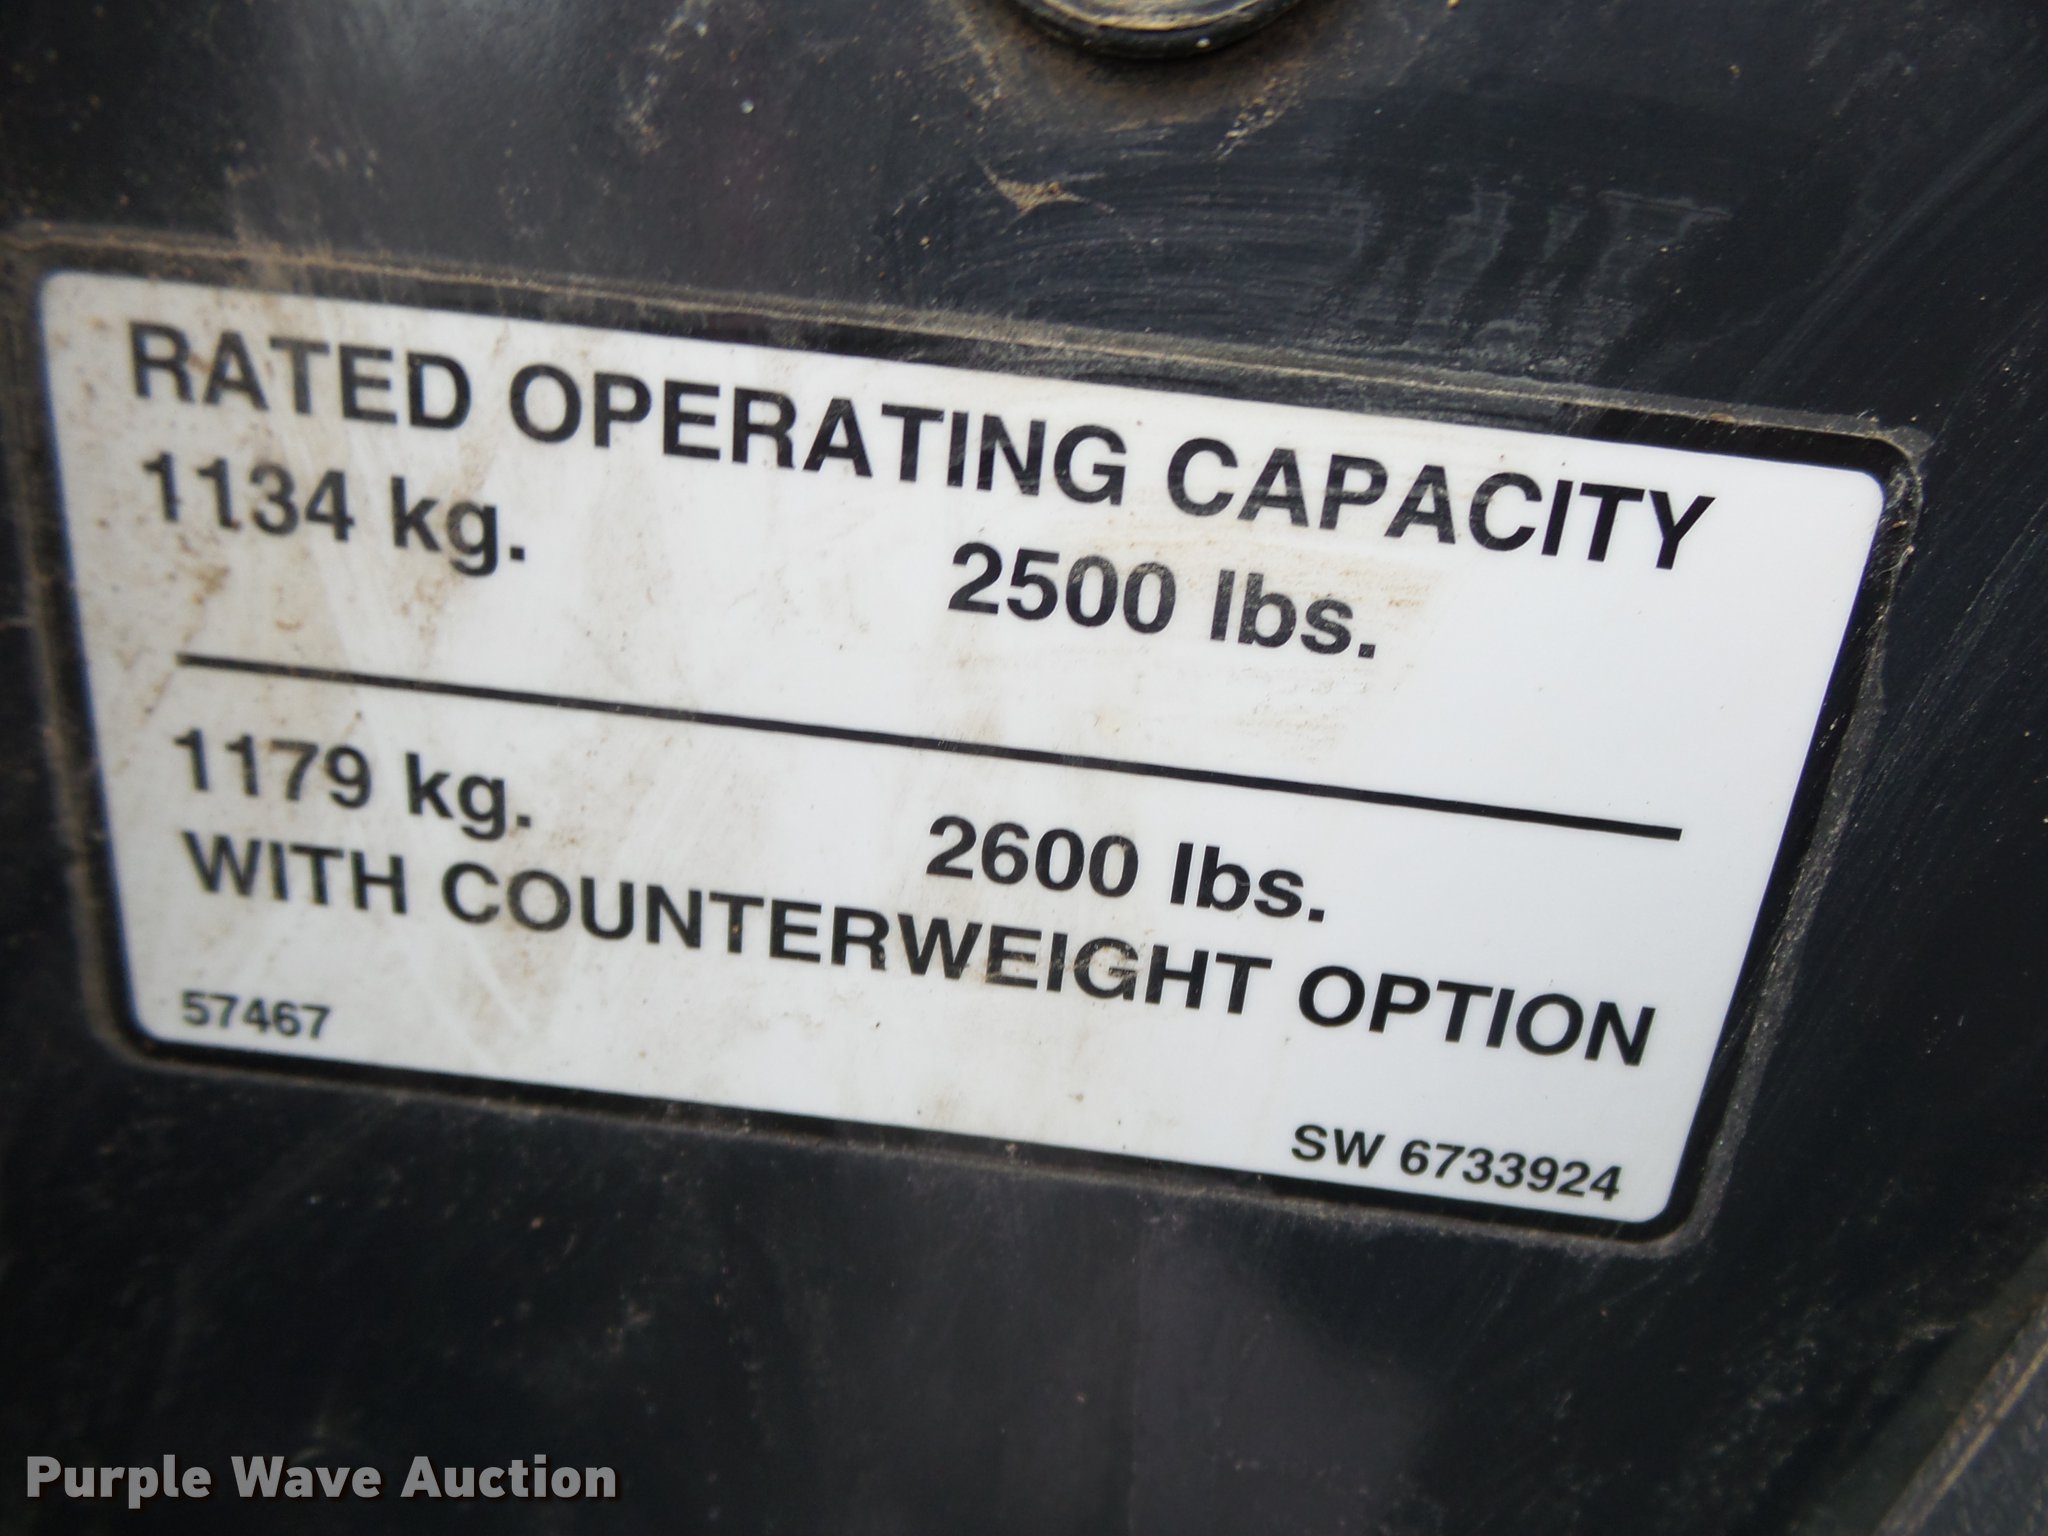 RATED OPERATING CAPACITY
1134 kg. 2500 lbs.
1179 kg. 2600 lbs.
WITH COUNTERWEIGHT OPTION
57467
SW 6733924
Purple Wave Auction